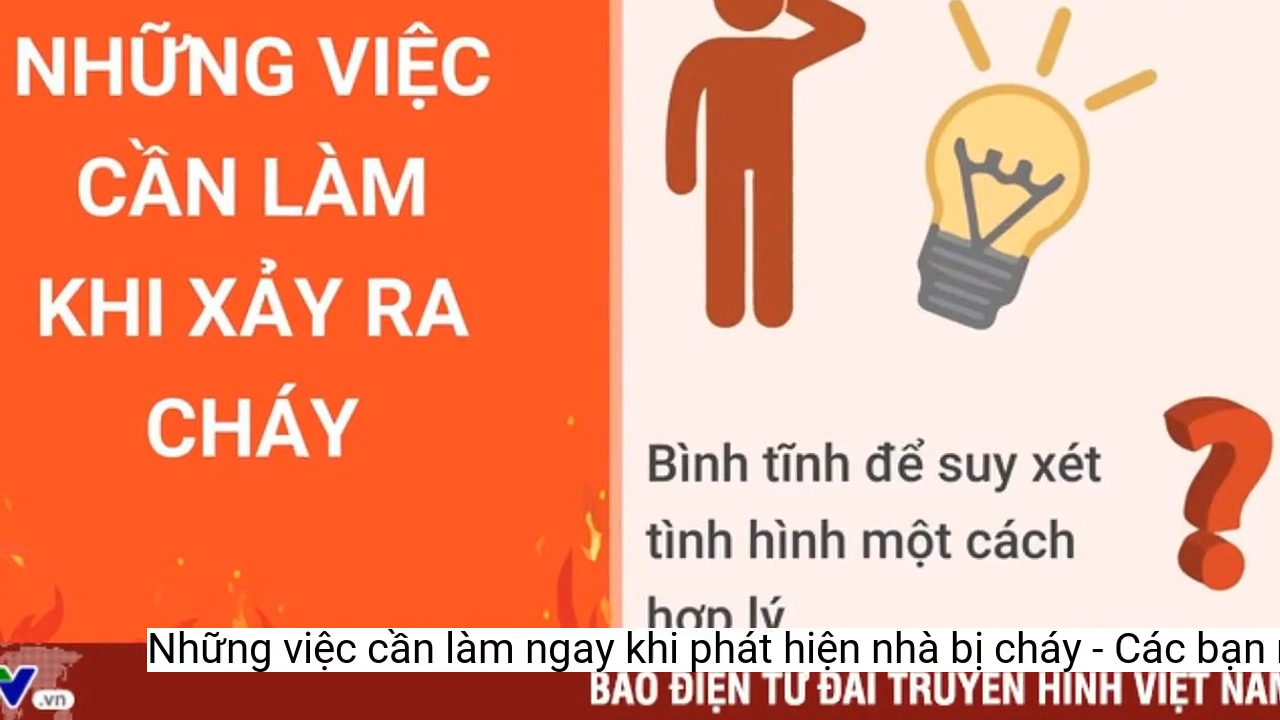 NHỮNG VIỆC
CẦN LÀM
KHI XẢY RA
CHÁY
Bình tĩnh để suy xét
tình hình một cách
hợp lý
Những việc cần làm ngay khi phát hiện nhà bị cháy - Các bạn
.vn
BÁO ĐIỆN TỬ ĐÀI TRUYỀN HÌNH VIỆT NAM